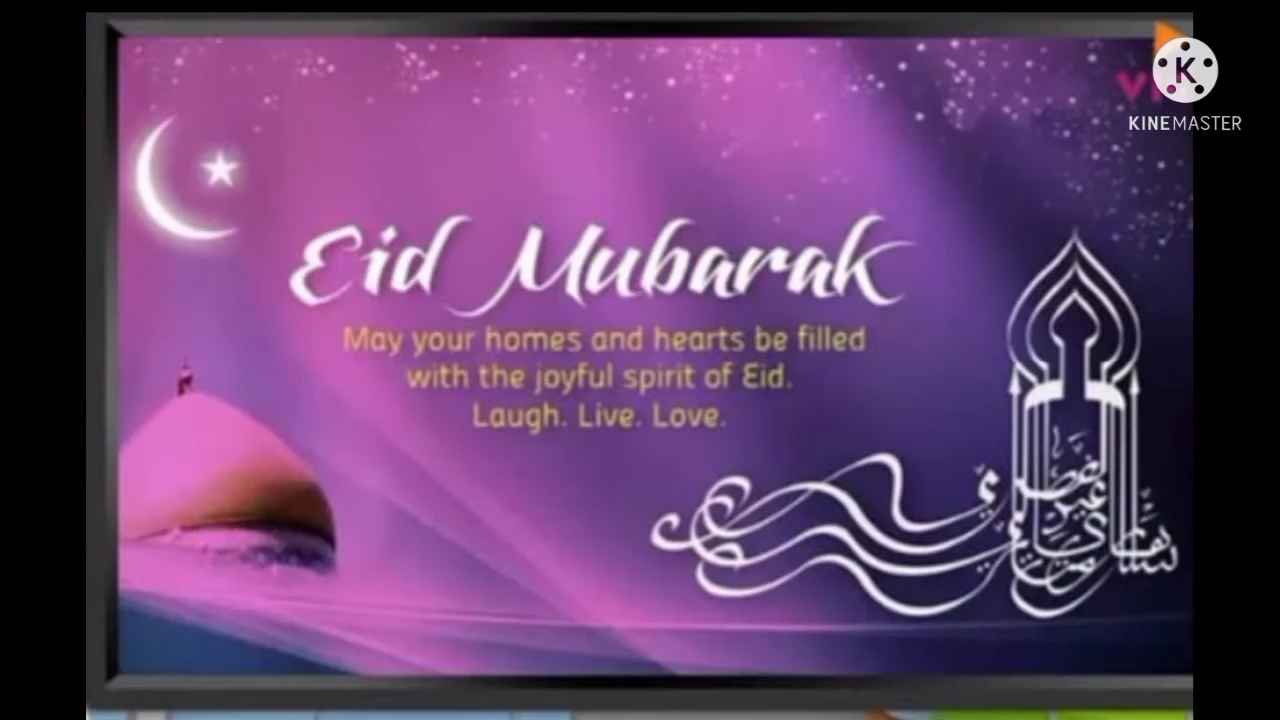 KINEMASTER
Eid Mubarak
May your homes and hearts be filled
with the joyful spirit of Eid.
Laugh. Live. Love.